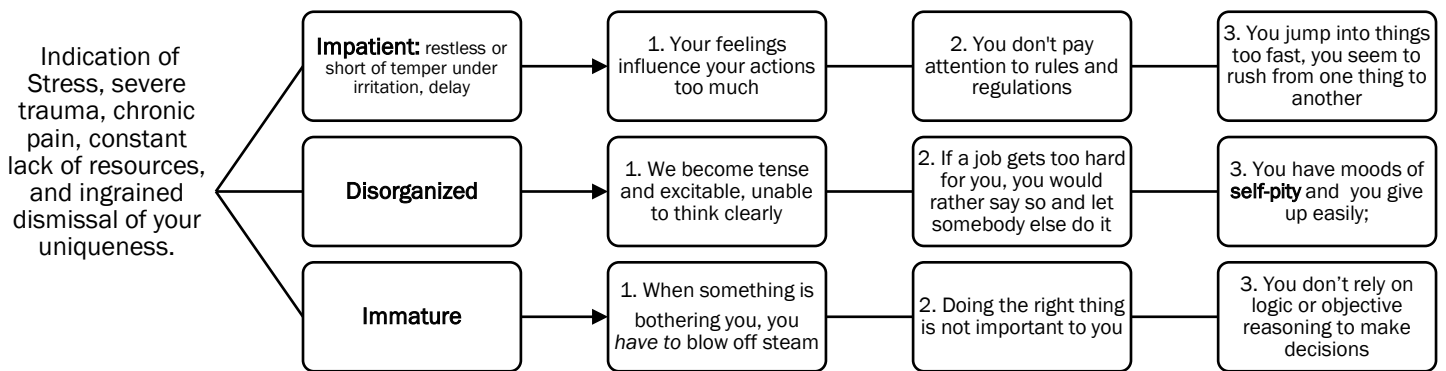 Indication of
Stress, severe
trauma, chronic
pain, constant
lack of resources,
and ingrained
dismissal of your
uniqueness.
Impatient: restless or
short of temper under
irritation, delay
1. Your feelings
influence your actions
too much
2. You don't pay
attention to rules and
regulations
3. You jump into things
too fast, you seem to
rush from one thing to
another
Disorganized
1. We become tense
and excitable, unable
to think clearly
2. If a job gets too hard
for you, you would
rather say so and let
somebody else do it
3. You have moods of
self-pity and you give
up easily;
Immature
1. When something is
bothering you, you
have to blow off steam
2. Doing the right thing
is not important to you
3. You don’t rely on
logic or objective
reasoning to make
decisions